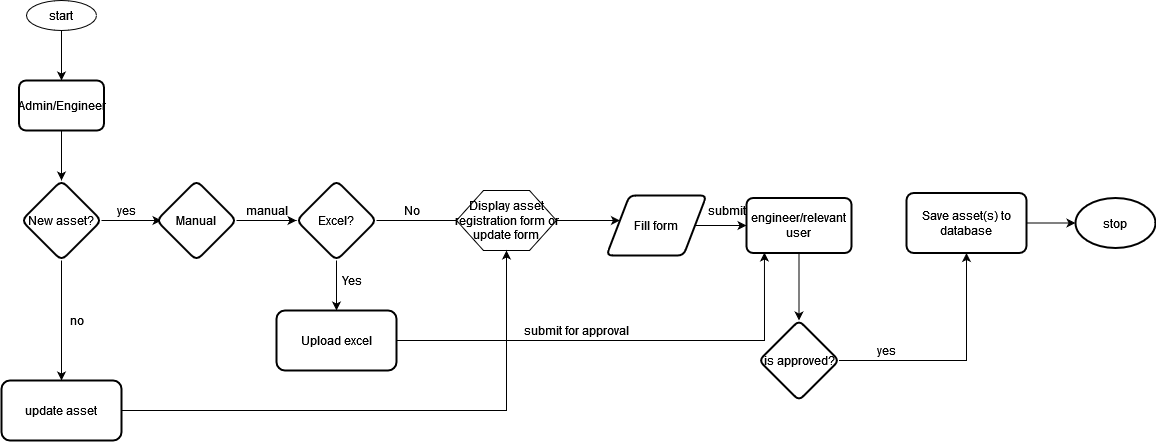 start
Admin/Engineer
New asset?
yes
Manual
manual
Excel?
No
Display asset
registration form or
update form
Fill form
submit
engineer/relevant
user
Save asset(s) to
database
stop
Yes
no
Upload excel
submit for approval
is approved?
yes
update asset